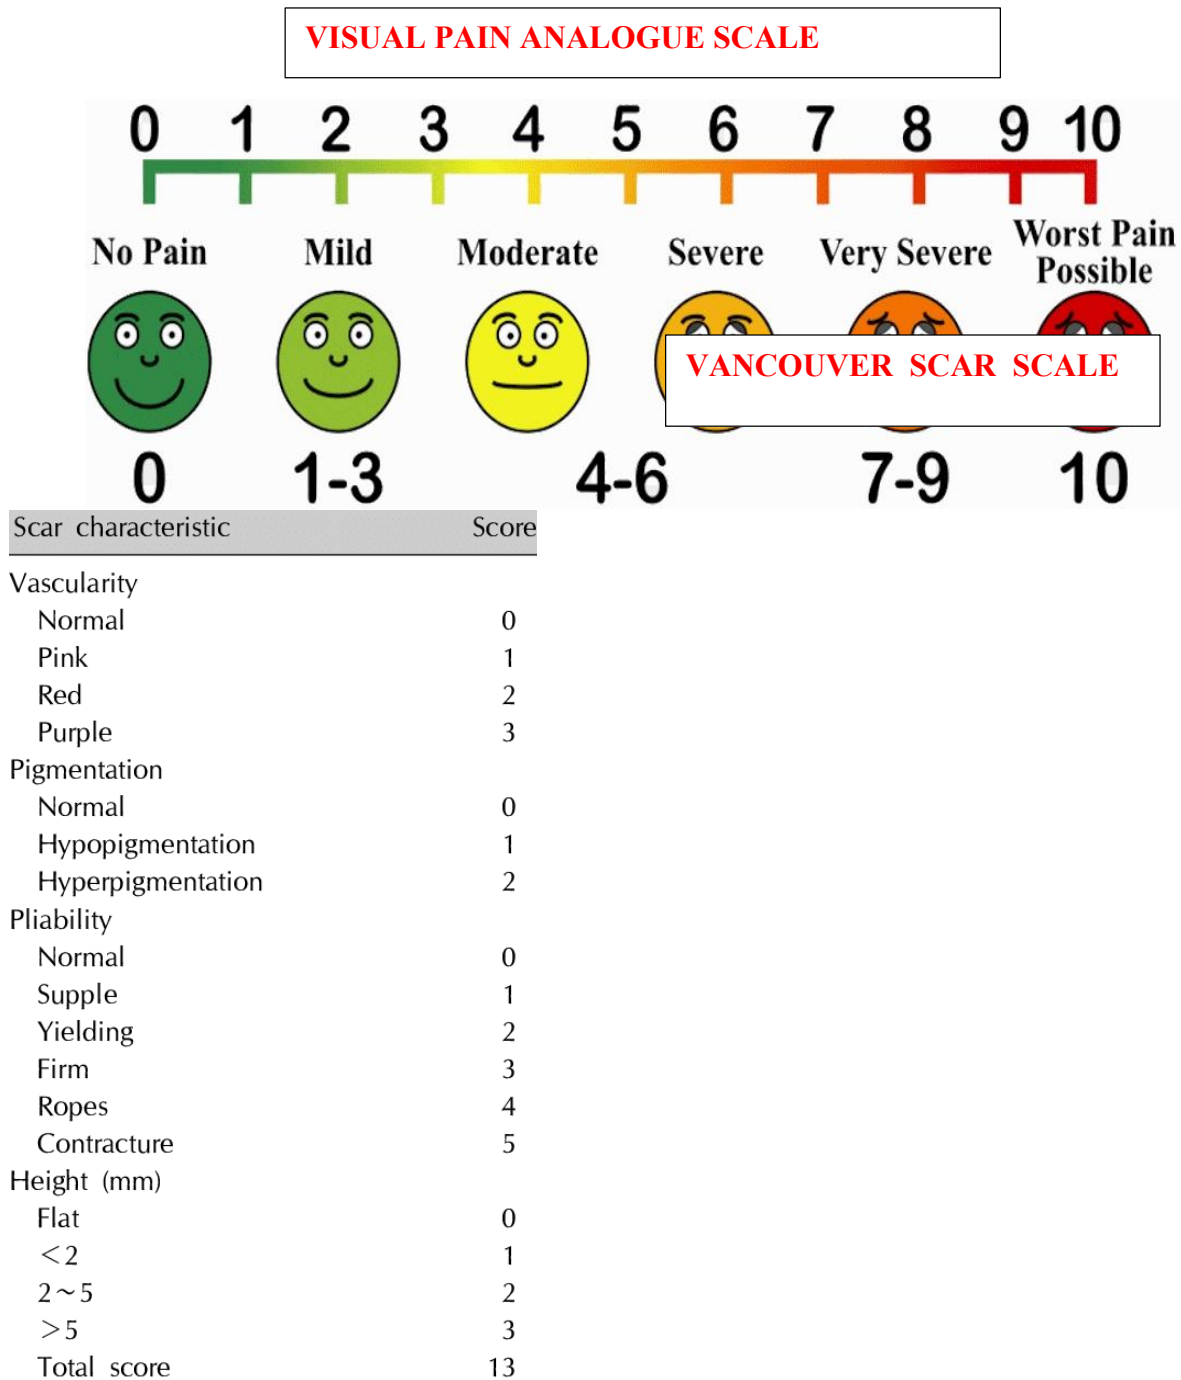 VISUAL PAIN ANALOGUE SCALE
0 1 2 3 4 5 6 7 8 9 10
No Pain Mild Moderate Severe Very Severe Worst Pain Possible
VANCOUVER SCAR SCALE
0 1-3 4-6 7-9 10
Scar characteristic Score
Vascularity
Normal 0
Pink 1
Red 2
Purple 3
Pigmentation
Normal 0
Hypopigmentation 1
Hyperpigmentation 2
Pliability
Normal 0
Supple 1
Yielding 2
Firm 3
Ropes 4
Contracture 5
Height (mm)
Flat 0
<2 1
2~5 2
>5 3
Total score 13